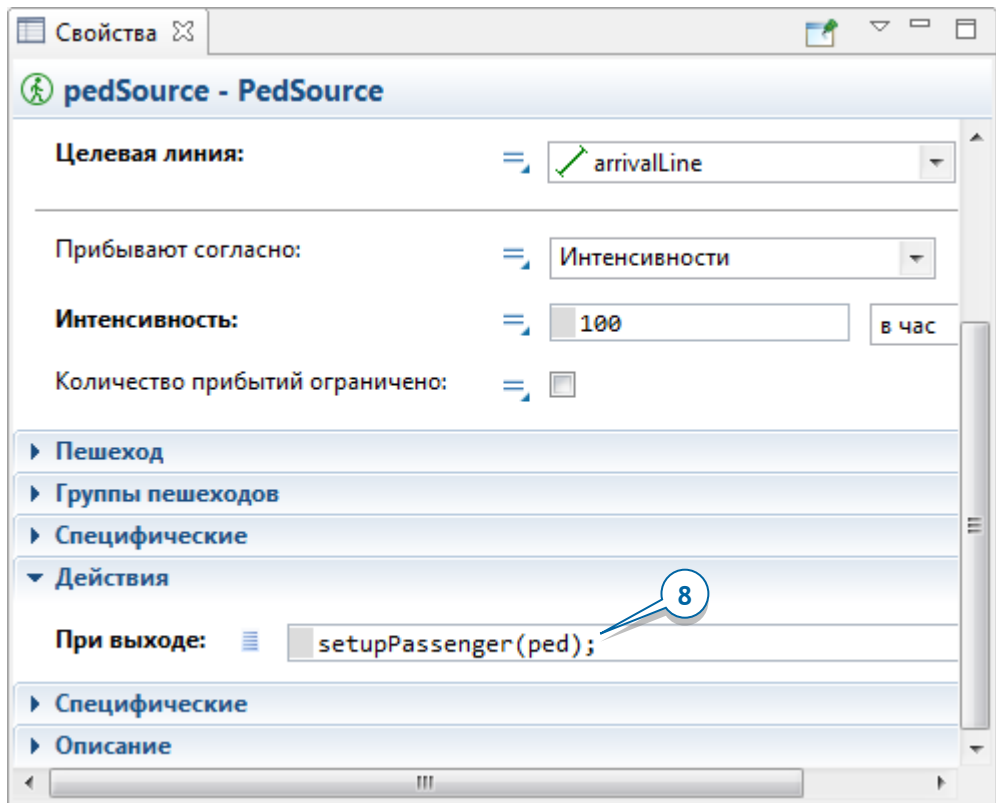 Свойства
pedSource - PedSource
Целевая линия: arrivalLine
Прибывают согласно: Интенсивности
Интенсивность: 100 в час
Количество прибытий ограничено:
Пешеход
Группы пешеходов
Специфические
Действия
8
При выходе: setupPassenger(ped);
Специфические
Описание